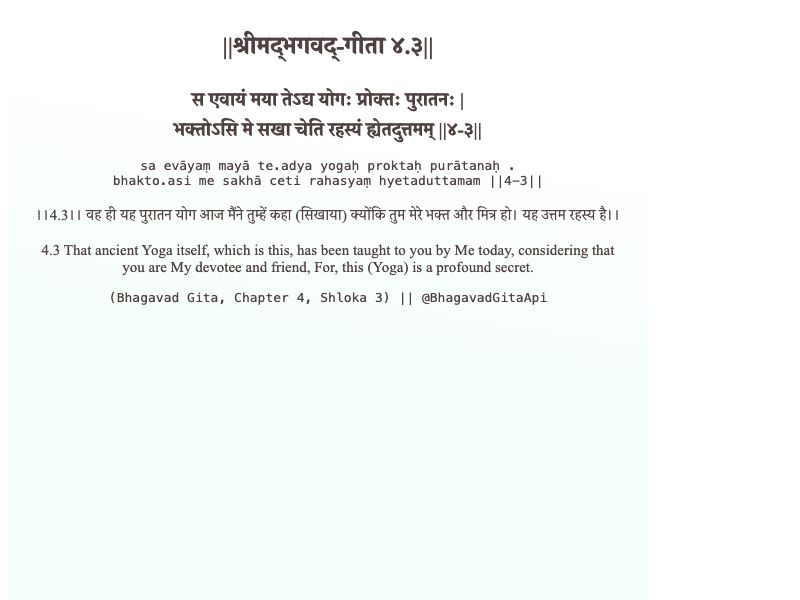 ||श्रीमद्‍भगवद्‍-गीता ४.३||
स एवायं मया तेऽद्य योगः प्रोक्तः पुरातनः |
भक्तोऽसि मे सखा चेति रहस्यं ह्येतदुत्तमम् ||४-३||
sa evāyaṃ mayā te.adya yogaḥ proktaḥ purātanaḥ .
bhakto.asi me sakhā ceti rahasyaṃ hyetaduttamam ||4-3||
।।4.3।। वह ही यह पुरातन योग आज मैंने तुम्हें कहा (सिखाया) क्योंकि तुम मेरे भक्त और मित्र हो। यह उत्तम रहस्य है।।
4.3 That ancient Yoga itself, which is this, has been taught to you by Me today, considering that
you are My devotee and friend, For, this (Yoga) is a profound secret.
(Bhagavad Gita, Chapter 4, Shloka 3) || @BhagavadGitaApi